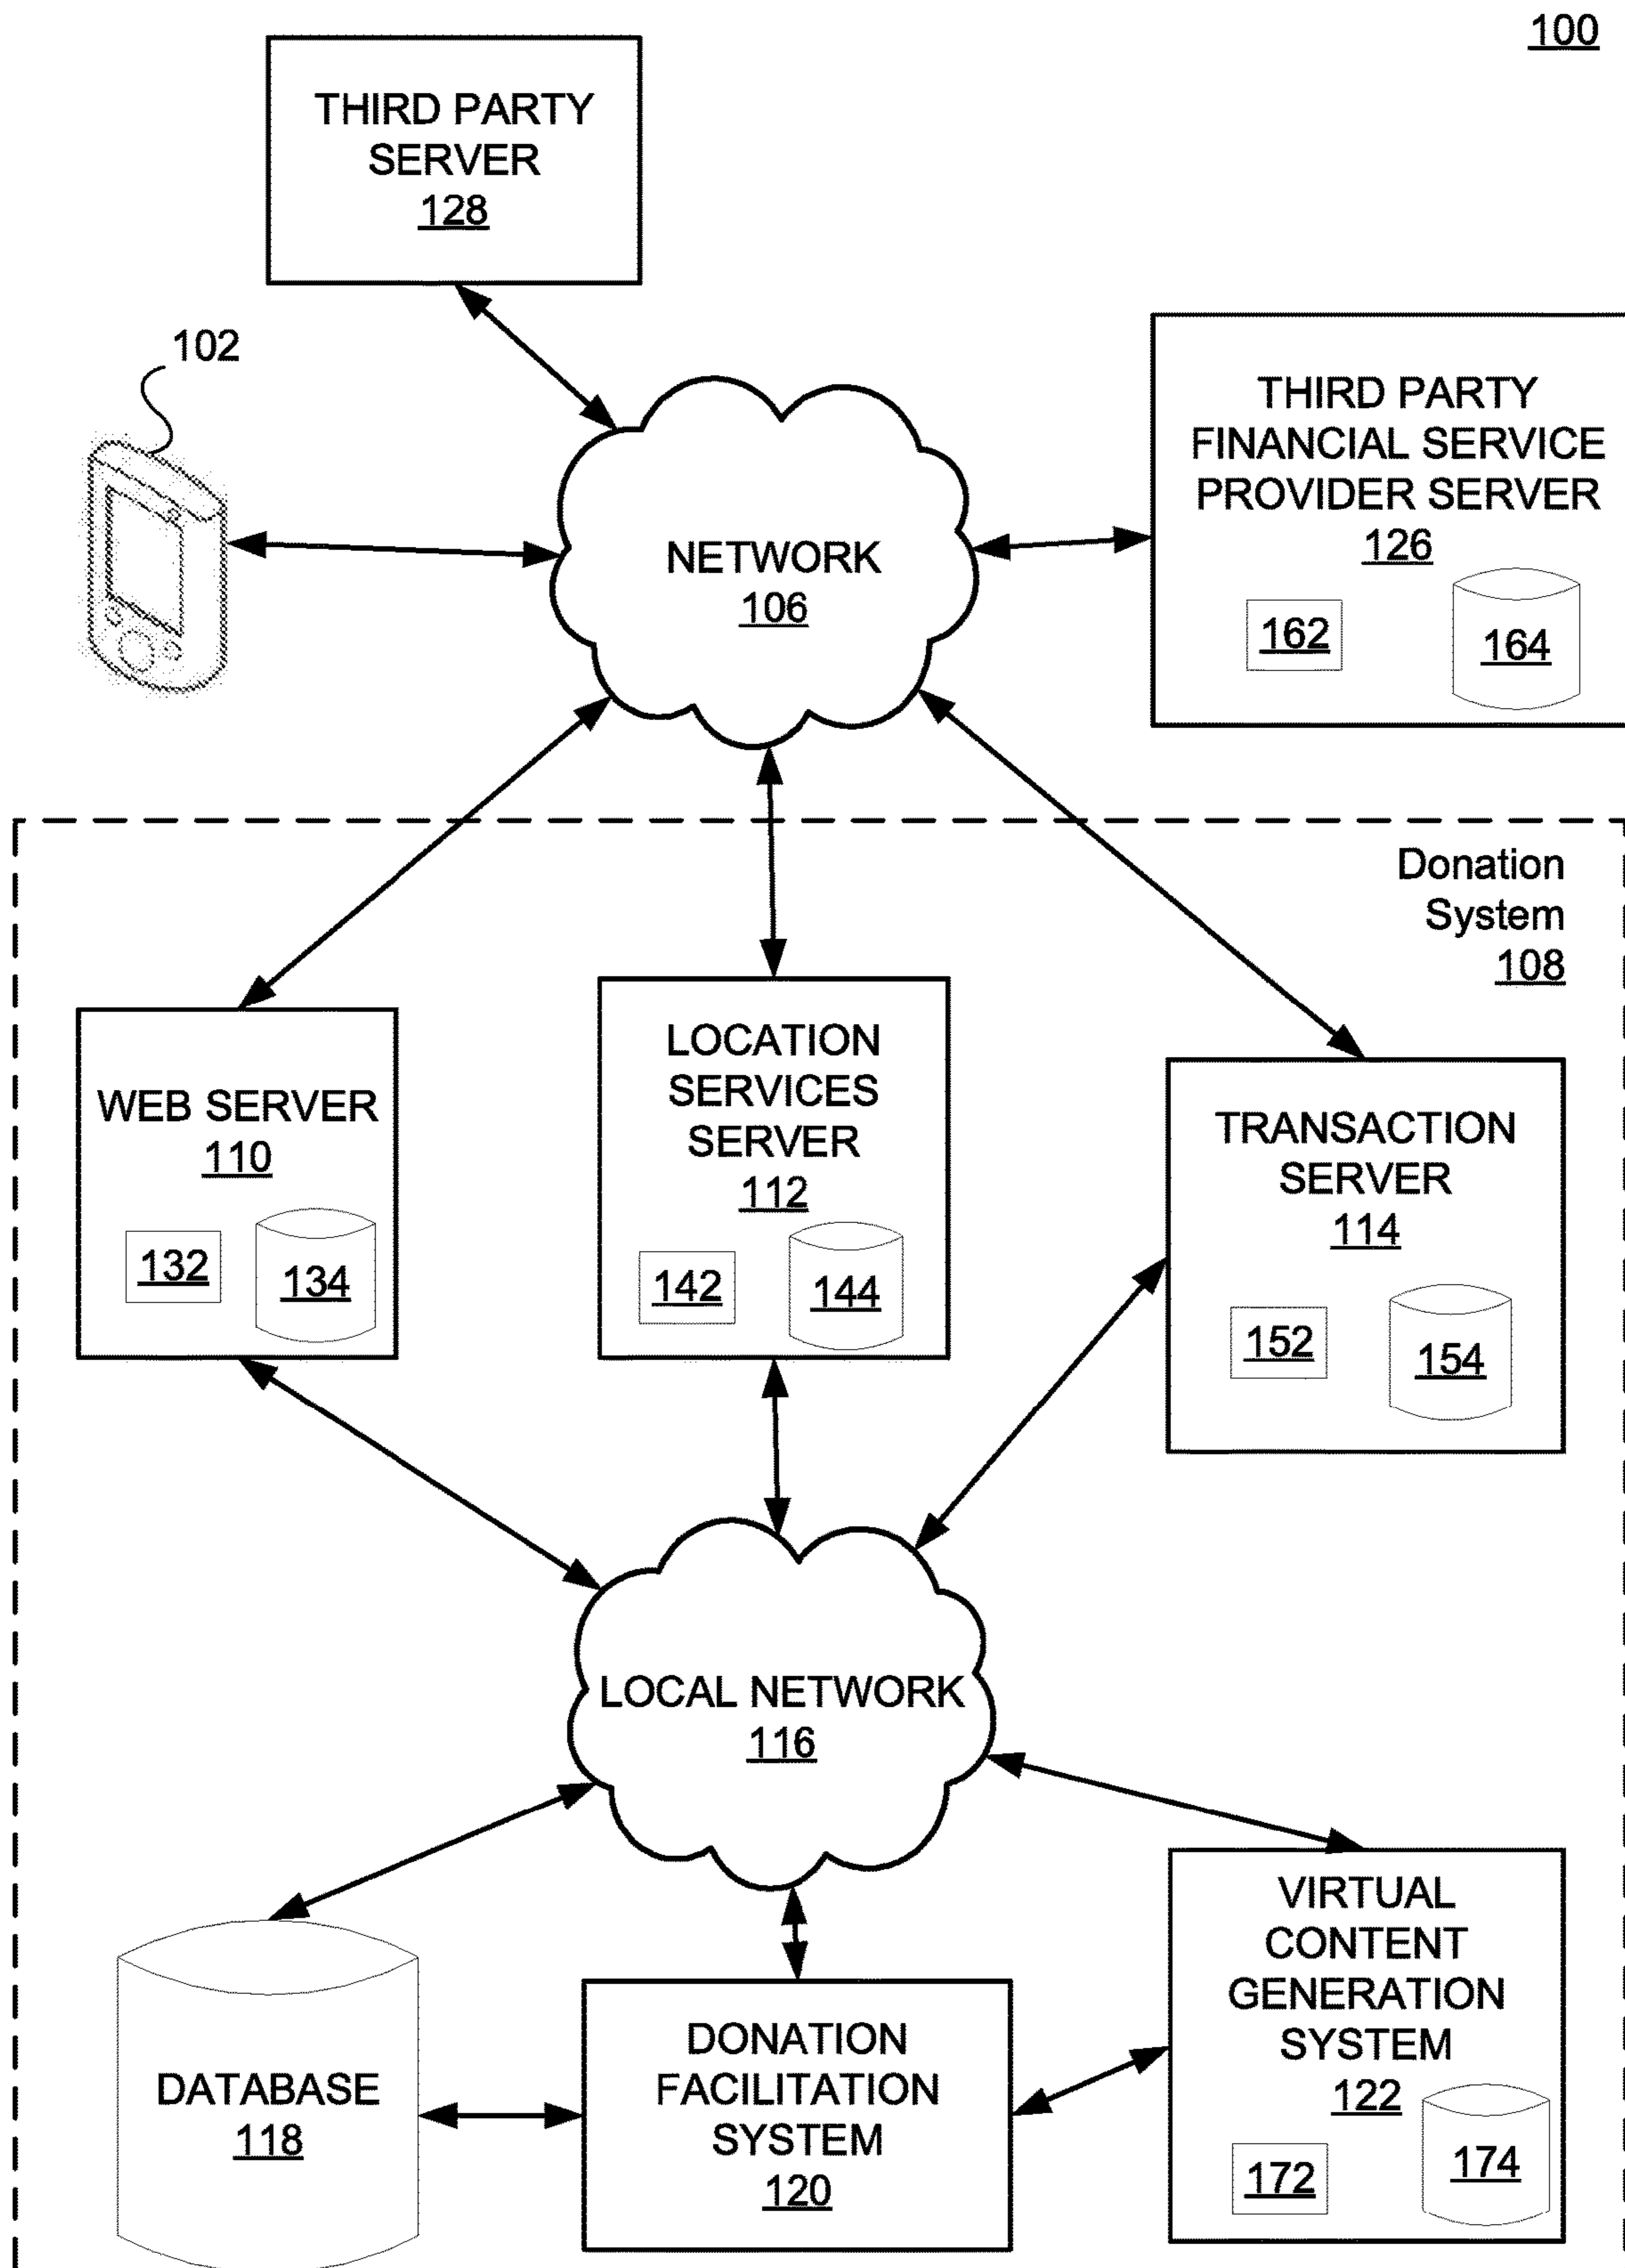 100
THIRD PARTY
SERVER
128
102
THIRD PARTY
FINANCIAL SERVICE
PROVIDER SERVER
126
162
164
NETWORK
106
Donation
System
108
WEB SERVER
110
132
134
LOCATION
SERVICES
SERVER
112
142
144
TRANSACTION
SERVER
114
152
154
LOCAL NETWORK
116
DATABASE
118
DONATION
FACILITATION
SYSTEM
120
VIRTUAL
CONTENT
GENERATION
SYSTEM
122
172
174